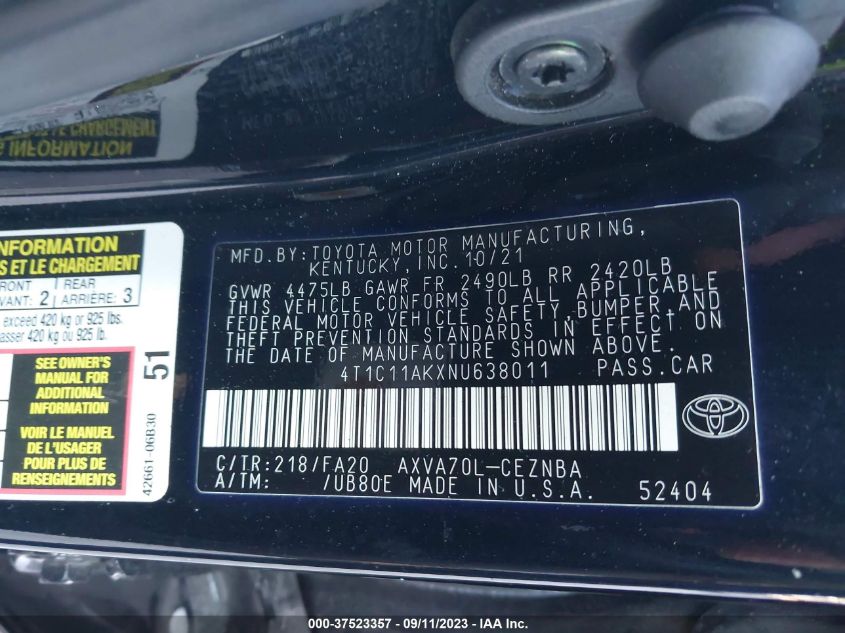 LE CHARGEMENT
INFORMATION
INFORMATION
S ET LE CHARGEMENT
FRONT | REAR
VANT: 2 | ARRIÈRE: 3
exceed 420 kg or 925 lbs.
asser 420 kg ou 925 lb.
SEE OWNER'S
MANUAL FOR
ADDITIONAL
INFORMATION
VOIR LE MANUEL
DE L'USAGER
POUR PLUS DE
RENSEIGNEMENTS
51
42661-06B30
MFD.BY:TOYOTA MOTOR MANUFACTURING,
KENTUCKY, INC. 10/21
GVWR 4475LB GAWR FR 2490LB RR 2420LB
THIS VEHICLE CONFORMS TO ALL APPLICABLE
FEDERAL MOTOR VEHICLE SAFETY, BUMPER, AND
THEFT PREVENTION STANDARDS IN EFFECT ON
THE DATE OF MANUFACTURE SHOWN ABOVE.
4T1C11AKXNU638011 PASS.CAR
C/TR:218/FA20 AXVA70L-CEZNBA
A/TM: /UB80E MADE IN U.S.A. 52404
000-37523357 - 09/11/2023 - IAA Inc.